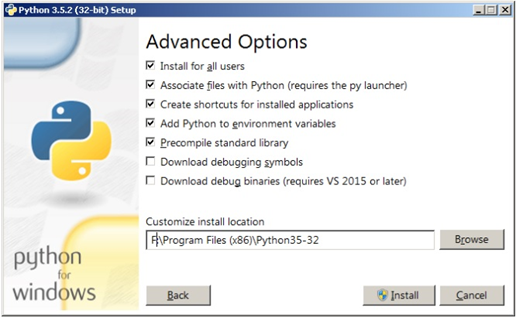 Python 3.5.2 (32-bit) Setup
Advanced Options
Install for all users
Associate files with Python (requires the py launcher)
Create shortcuts for installed applications
Add Python to environment variables
Precompile standard library
Download debugging symbols
Download debug binaries (requires VS 2015 or later)
Customize install location
F:\Program Files (x86)\Python35-32
Browse
python
for
windows
Back
Install
Cancel